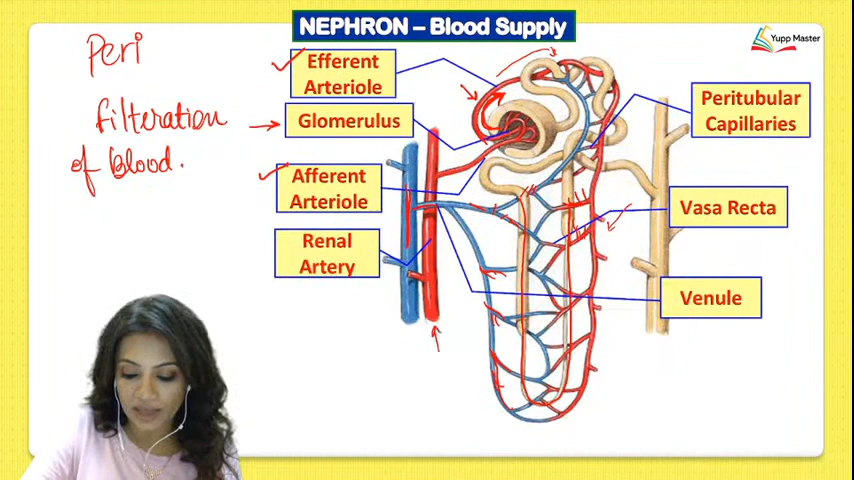 NEPHRON – Blood Supply
Yupp Master
Peri
filteration
of blood.
Efferent
Arteriole
Glomerulus
Afferent
Arteriole
Renal
Artery
Peritubular
Capillaries
Vasa Recta
Venule